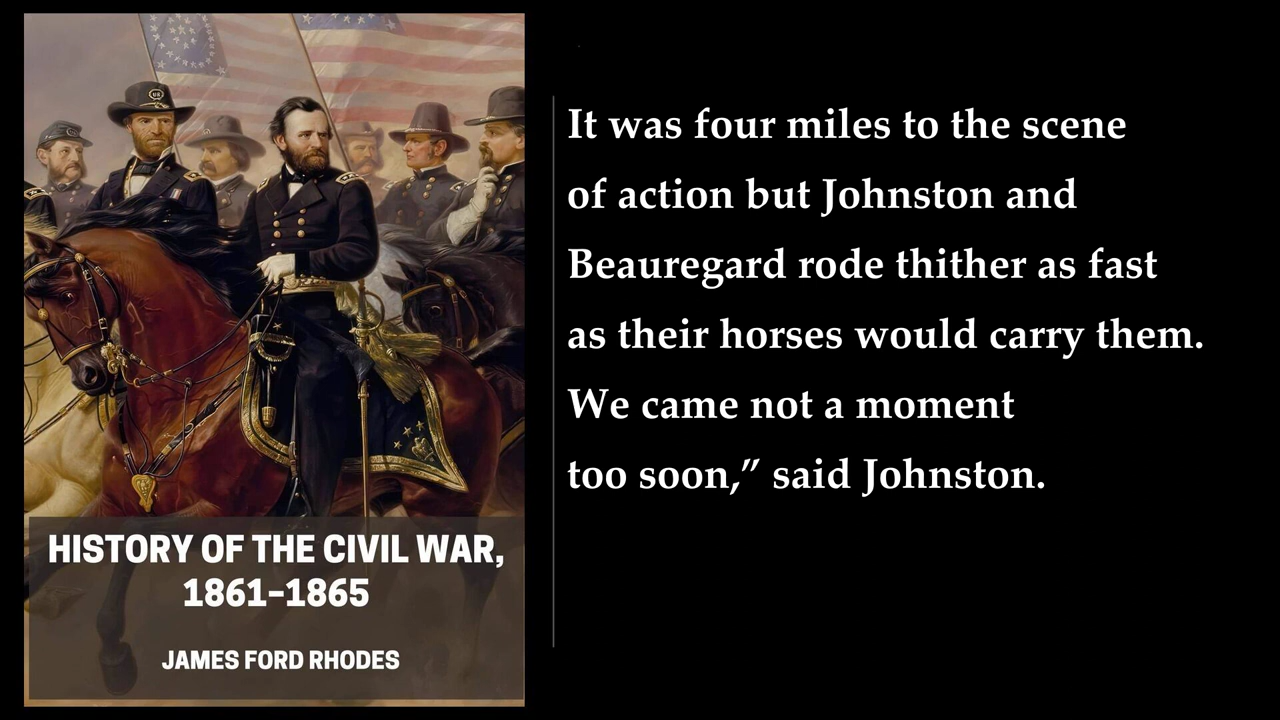 HISTORY OF THE CIVIL WAR,
1861–1865
JAMES FORD RHODES
It was four miles to the scene
of action but Johnston and
Beauregard rode thither as fast
as their horses would carry them.
We came not a moment
too soon,” said Johnston.